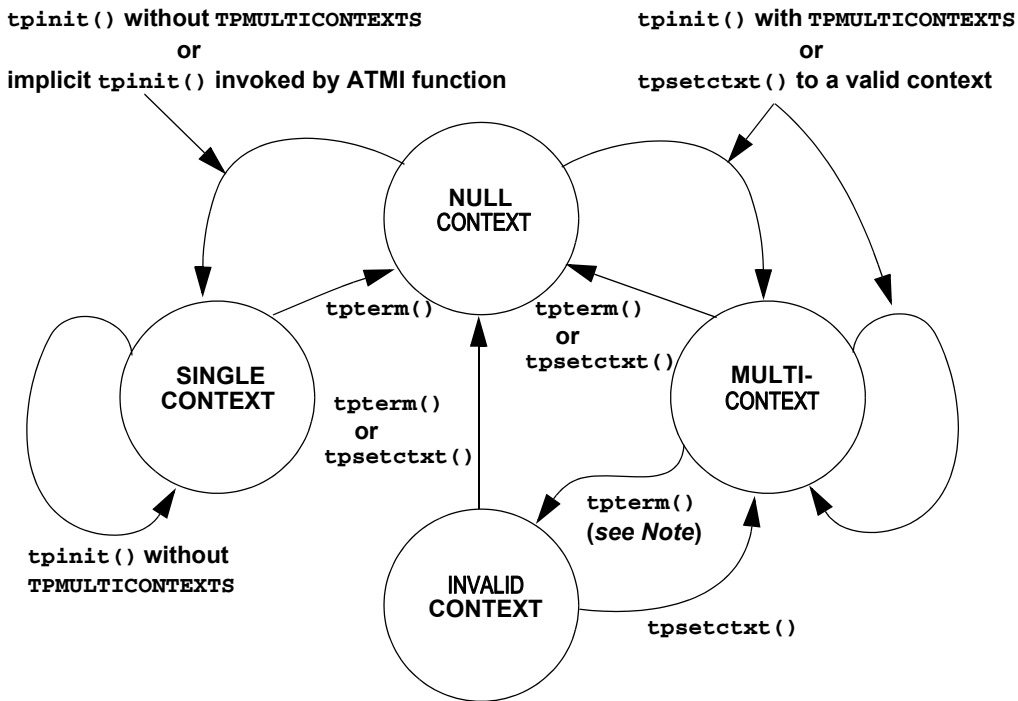 tpinit() without TPMULTICONTEXTS
or
implicit tpinit() invoked by ATMI function
tpinit() with TPMULTICONTEXTS
or
tpsetctxt() to a valid context
NULL
CONTEXT
tpterm()
tpterm()
or
tpsetctxt()
SINGLE
CONTEXT
MULTI-
CONTEXT
tpterm()
or
tpsetctxt()
tpterm()
(see Note)
tpinit() without
TPMULTICONTEXTS
INVALID
CONTEXT
tpsetctxt()